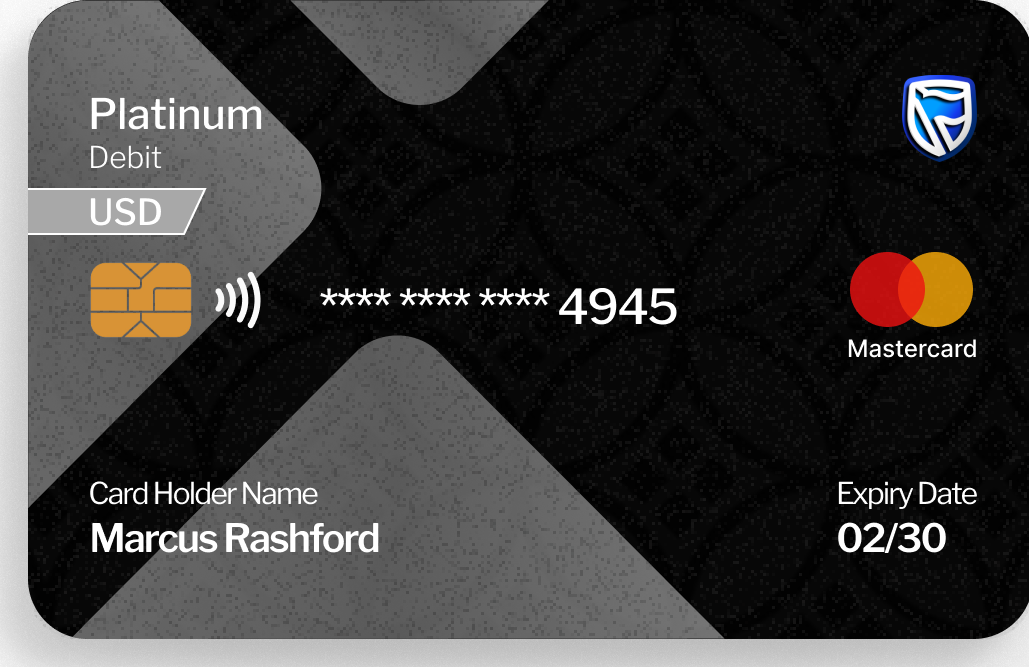 Platinum
Debit
USD
**** **** **** 4945
Mastercard
Card Holder Name
Marcus Rashford
Expiry Date
02/30